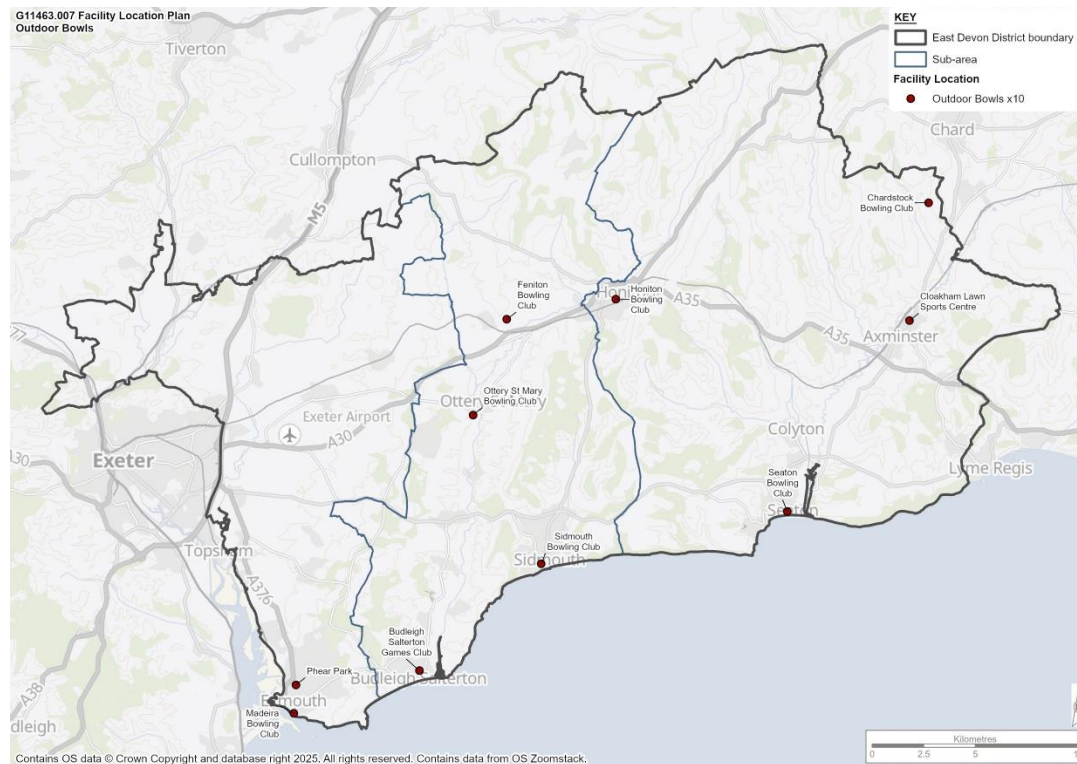 G11463.007 Facility Location Plan
Outdoor Bowls
KEY
East Devon District boundary
Sub-area
Facility Location
Outdoor Bowls x10
Tiverton
Cullompton
M5
Chard
Chardstock
Bowling Club
Feniton
Bowling
Club
Honiton
Bowling
Club
A35
Cloakham Lawn
Sports Centre
Axminster
A35
Ottery St Mary
Bowling Club
Exeter Airport
A30
Exeter
A30
Colyton
Lyme Regis
Seaton
Bowling
Club
Seaton
Topsham
Sidmouth
Bowling Club
Sidmouth
A376
Budleigh
Salterton
Games Club
Budleigh Salterton
Phear Park
Exmouth
Madeira
Bowling
Club
A38
dleigh
Kilometres
0 2.5 5
Contains OS data © Crown Copyright and database right 2025. All rights reserved. Contains data from OS Zoomstack.